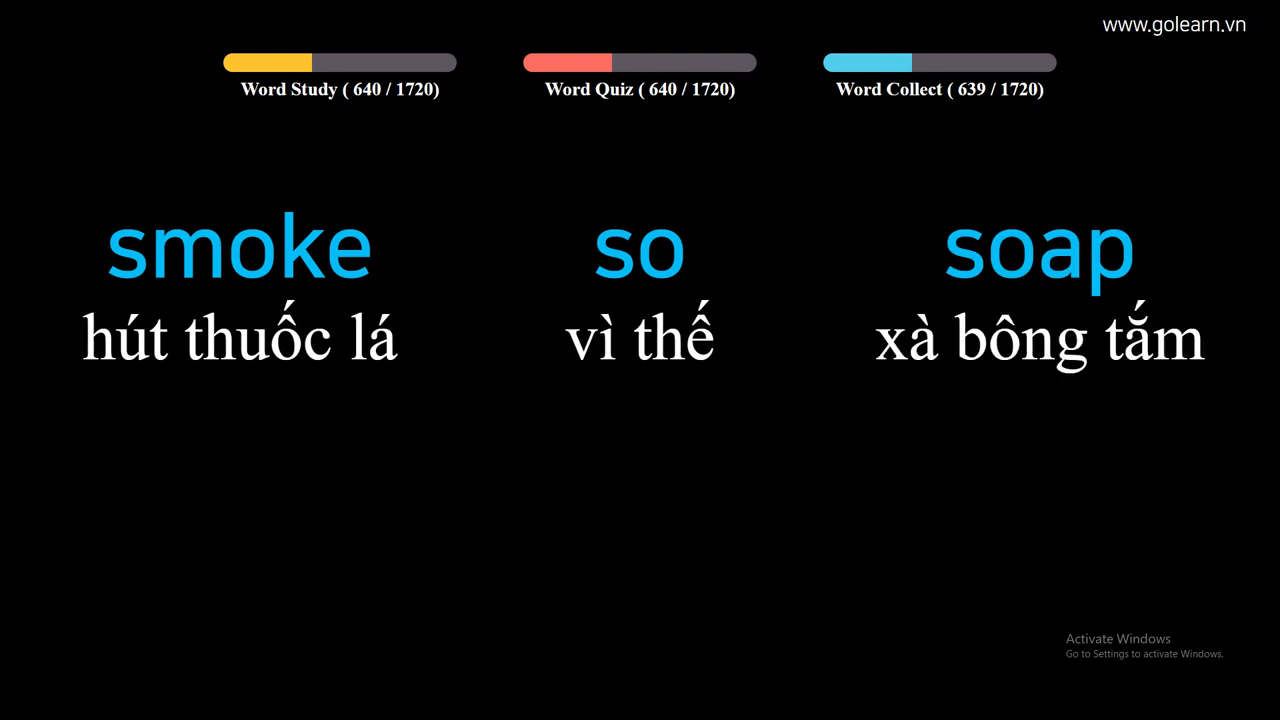 www.golearn.vn
Word Study ( 640 / 1720)
Word Quiz ( 640 / 1720)
Word Collect ( 639 / 1720)
smoke
hút thuốc lá
so
vì thế
soap
xà bông tắm
Activate Windows
Go to Settings to activate Windows.